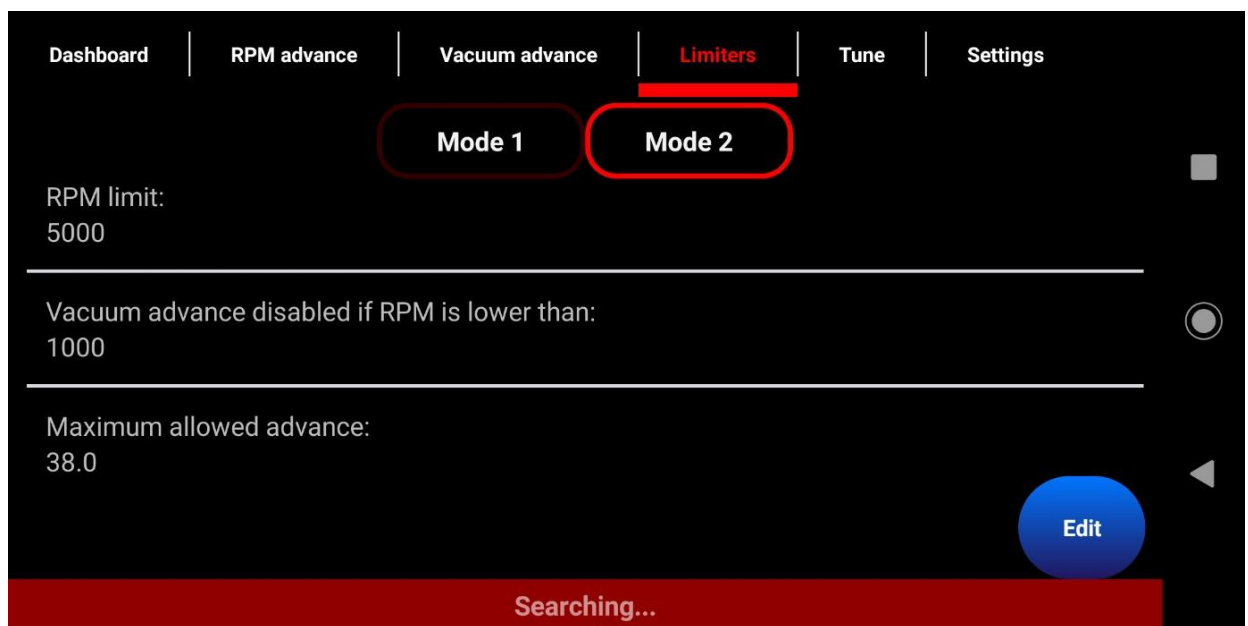 Dashboard RPM advance Vacuum advance Limiters Tune Settings
Mode 1 Mode 2
RPM limit:
5000
Vacuum advance disabled if RPM is lower than:
1000
Maximum allowed advance:
38.0
Edit
Searching...